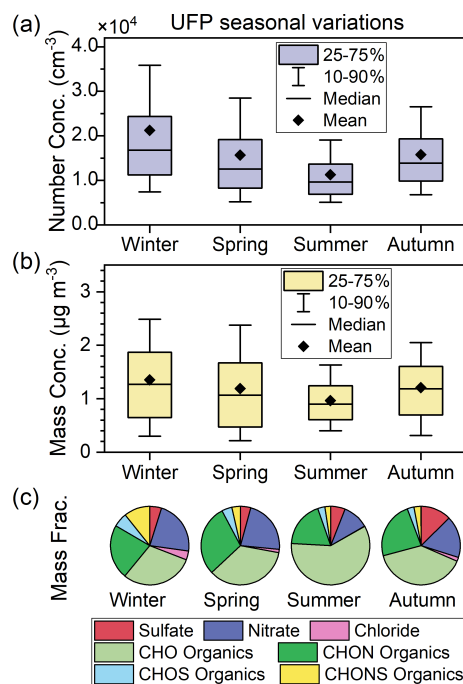 (a) ×10⁴ UFP seasonal variations
Number Conc. (cm⁻³)
4.0
3.0
2.0
1.0
0.0
25-75%
10-90%
Median
Mean
Winter Spring Summer Autumn
(b)
Mass Conc. (µg m⁻³)
3
2
1
0
25-75%
10-90%
Median
Mean
Winter Spring Summer Autumn
(c)
Mass Frac.
Winter Spring Summer Autumn
Sulfate Nitrate Chloride
CHO Organics CHON Organics
CHOS Organics CHONS Organics